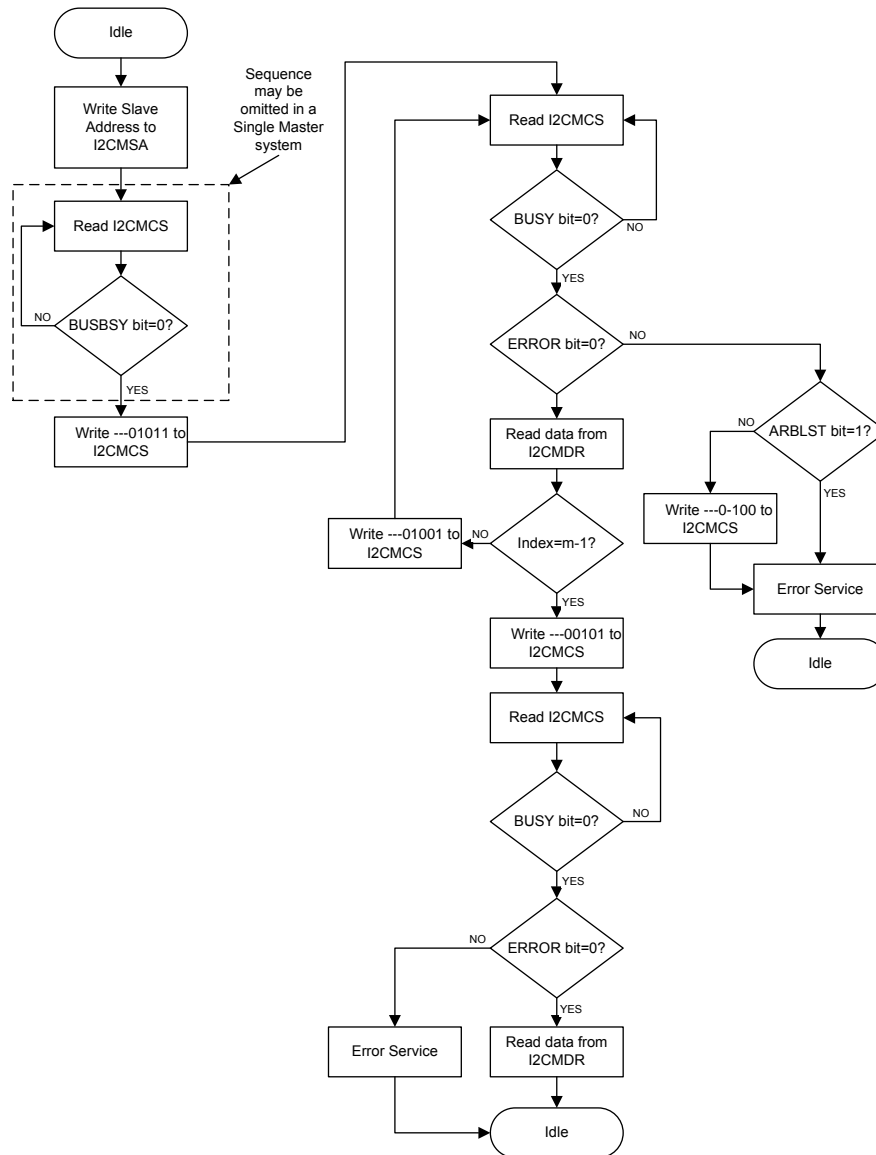 Idle
Write Slave
Address to
I2CMSA
Sequence
may be
omitted in a
Single Master
system
Read I2CMCS
BUSBSY bit=0?
NO
YES
Write ---01011 to
I2CMCS
Read I2CMCS
BUSY bit=0?
NO
YES
ERROR bit=0?
NO
YES
Read data from
I2CMDR
ARBLST bit=1?
NO
YES
Write ---0-100 to
I2CMCS
Error Service
Idle
Index=m-1?
NO
Write ---01001 to
I2CMCS
YES
Write ---00101 to
I2CMCS
Read I2CMCS
BUSY bit=0?
NO
YES
ERROR bit=0?
NO
YES
Error Service
Read data from
I2CMDR
Idle